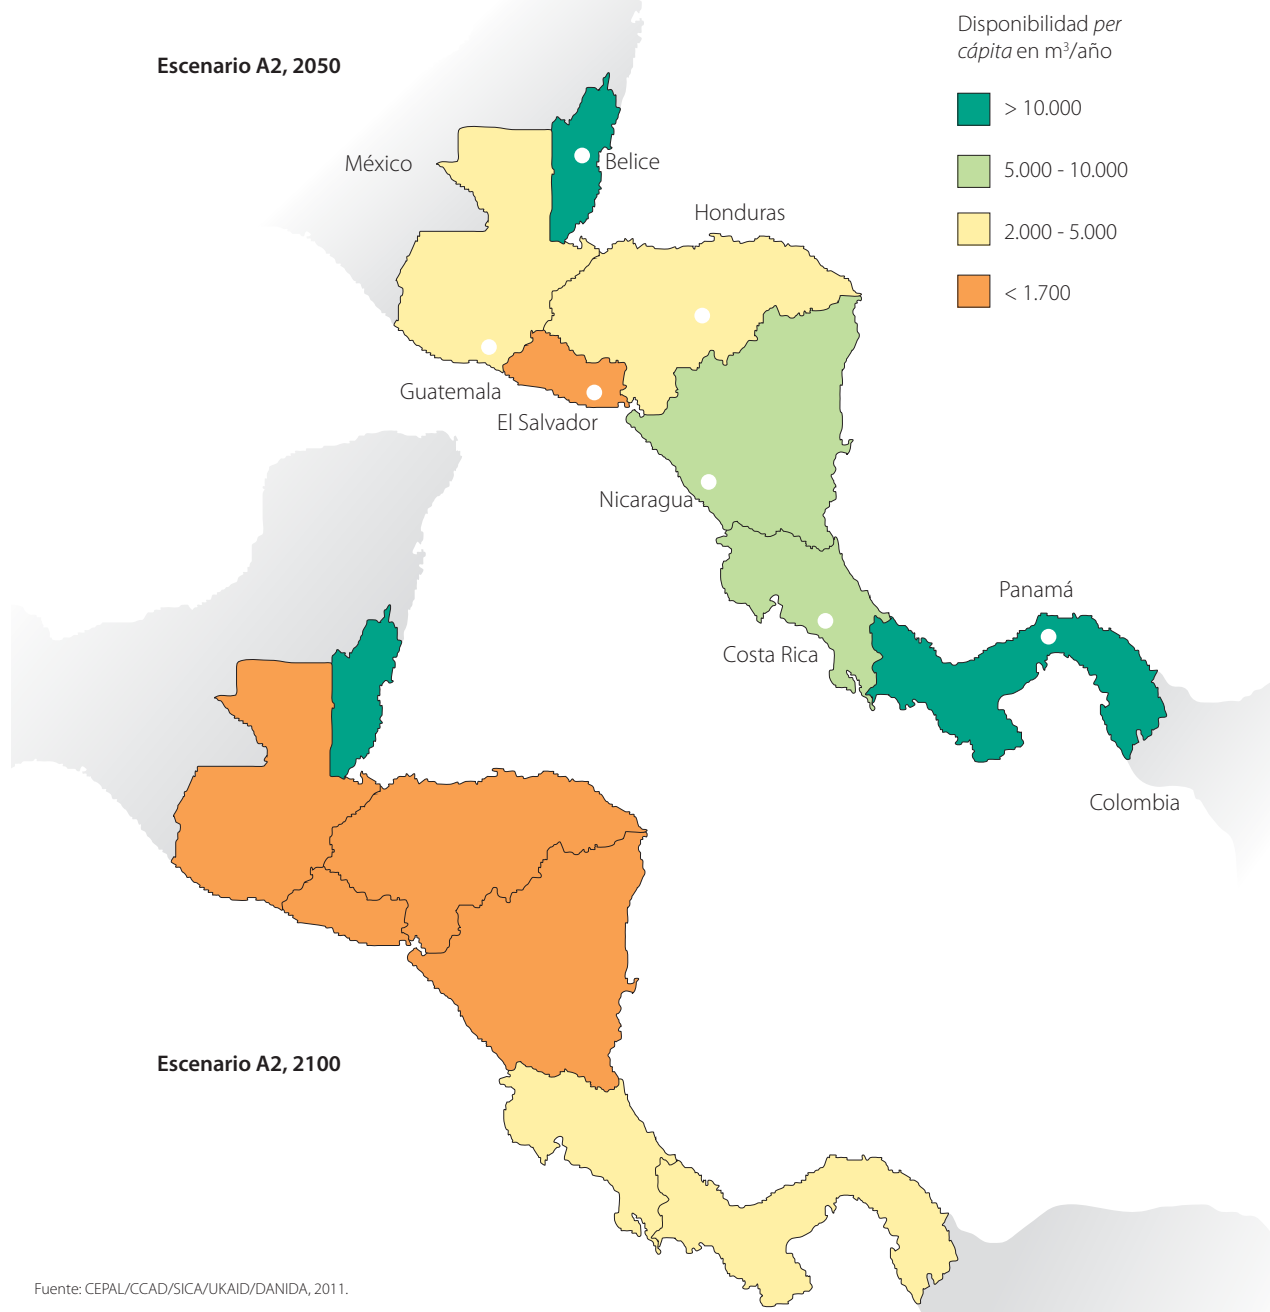 Disponibilidad per
cápita en m³/año
> 10.000
5.000 - 10.000
2.000 - 5.000
< 1.700
Escenario A2, 2050
México
Belice
Honduras
Guatemala
El Salvador
Nicaragua
Costa Rica
Panamá
Colombia
Escenario A2, 2100
Fuente: CEPAL/CCAD/SICA/UKAID/DANIDA, 2011.